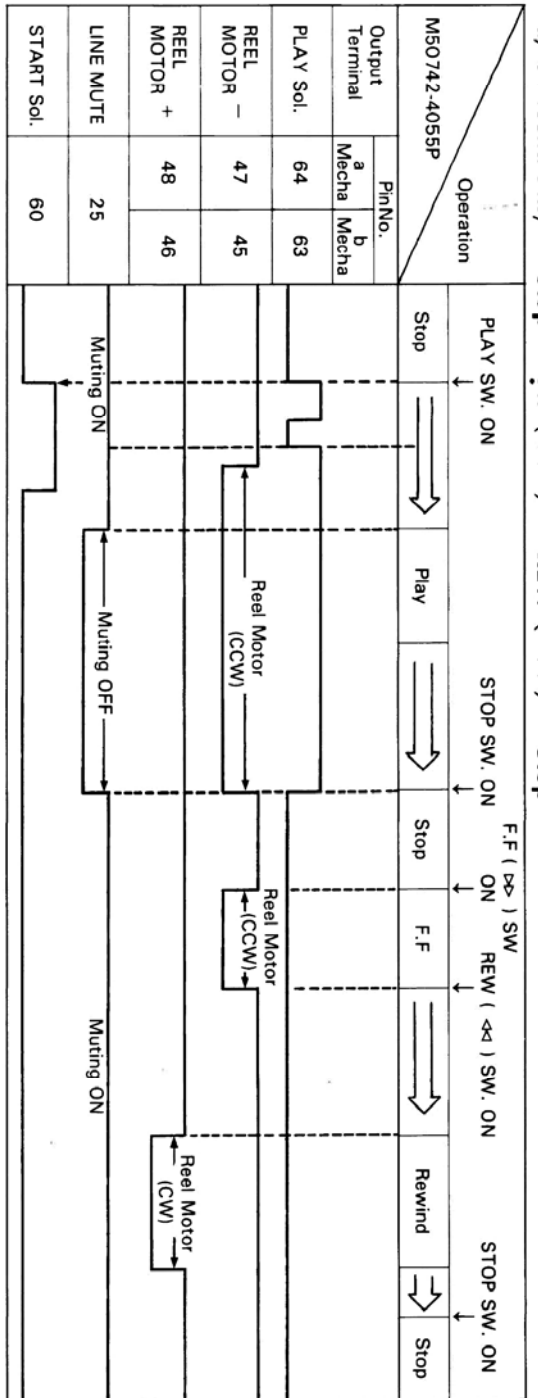 Operation
M50742-4055P
Output Terminal
Pin No.
a Mecha
b Mecha
PLAY Sol.
64
63
REEL MOTOR −
47
45
REEL MOTOR +
48
46
LINE MUTE
25
START Sol.
60
PLAY SW. ON
STOP SW. ON
F.F ( ▷▷ ) SW ON
REW ( ◁◁ ) SW. ON
STOP SW. ON
Stop
Play
Stop
F.F
Rewind
Stop
Reel Motor (CCW)
Reel Motor (CCW)
Reel Motor (CW)
Muting ON
Muting OFF
Muting ON